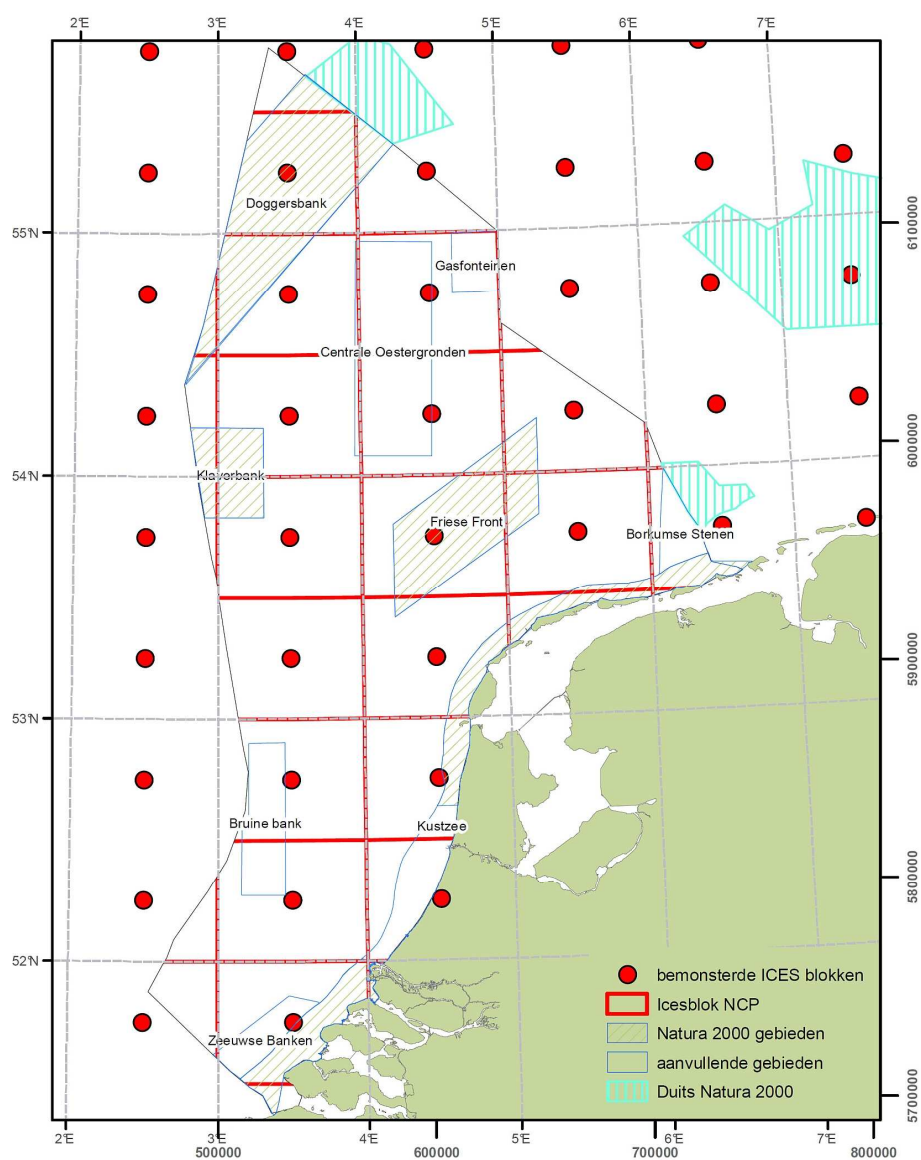 2°E 3°E 4°E 5°E 6°E 7°E
Doggersbank
55°N
6100000
Gasfonteinen
Centrale Oestergronden
6000000
54°N
Klaverbank
Friese Front
Borkumse Stenen
5900000
53°N
Bruine bank
Kustzee
5800000
52°N
bemonsterde ICES blokken
Icesblok NCP
Natura 2000 gebieden
Zeeuwse Banken
aanvullende gebieden
Duits Natura 2000
5700000
2°E 3°E 4°E 5°E 6°E 7°E
500000 600000 700000 800000